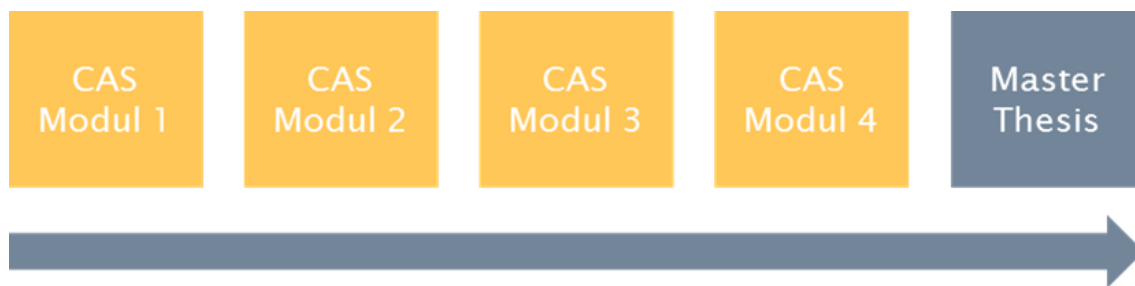 CAS
Modul 1
CAS
Modul 2
CAS
Modul 3
CAS
Modul 4
Master
Thesis